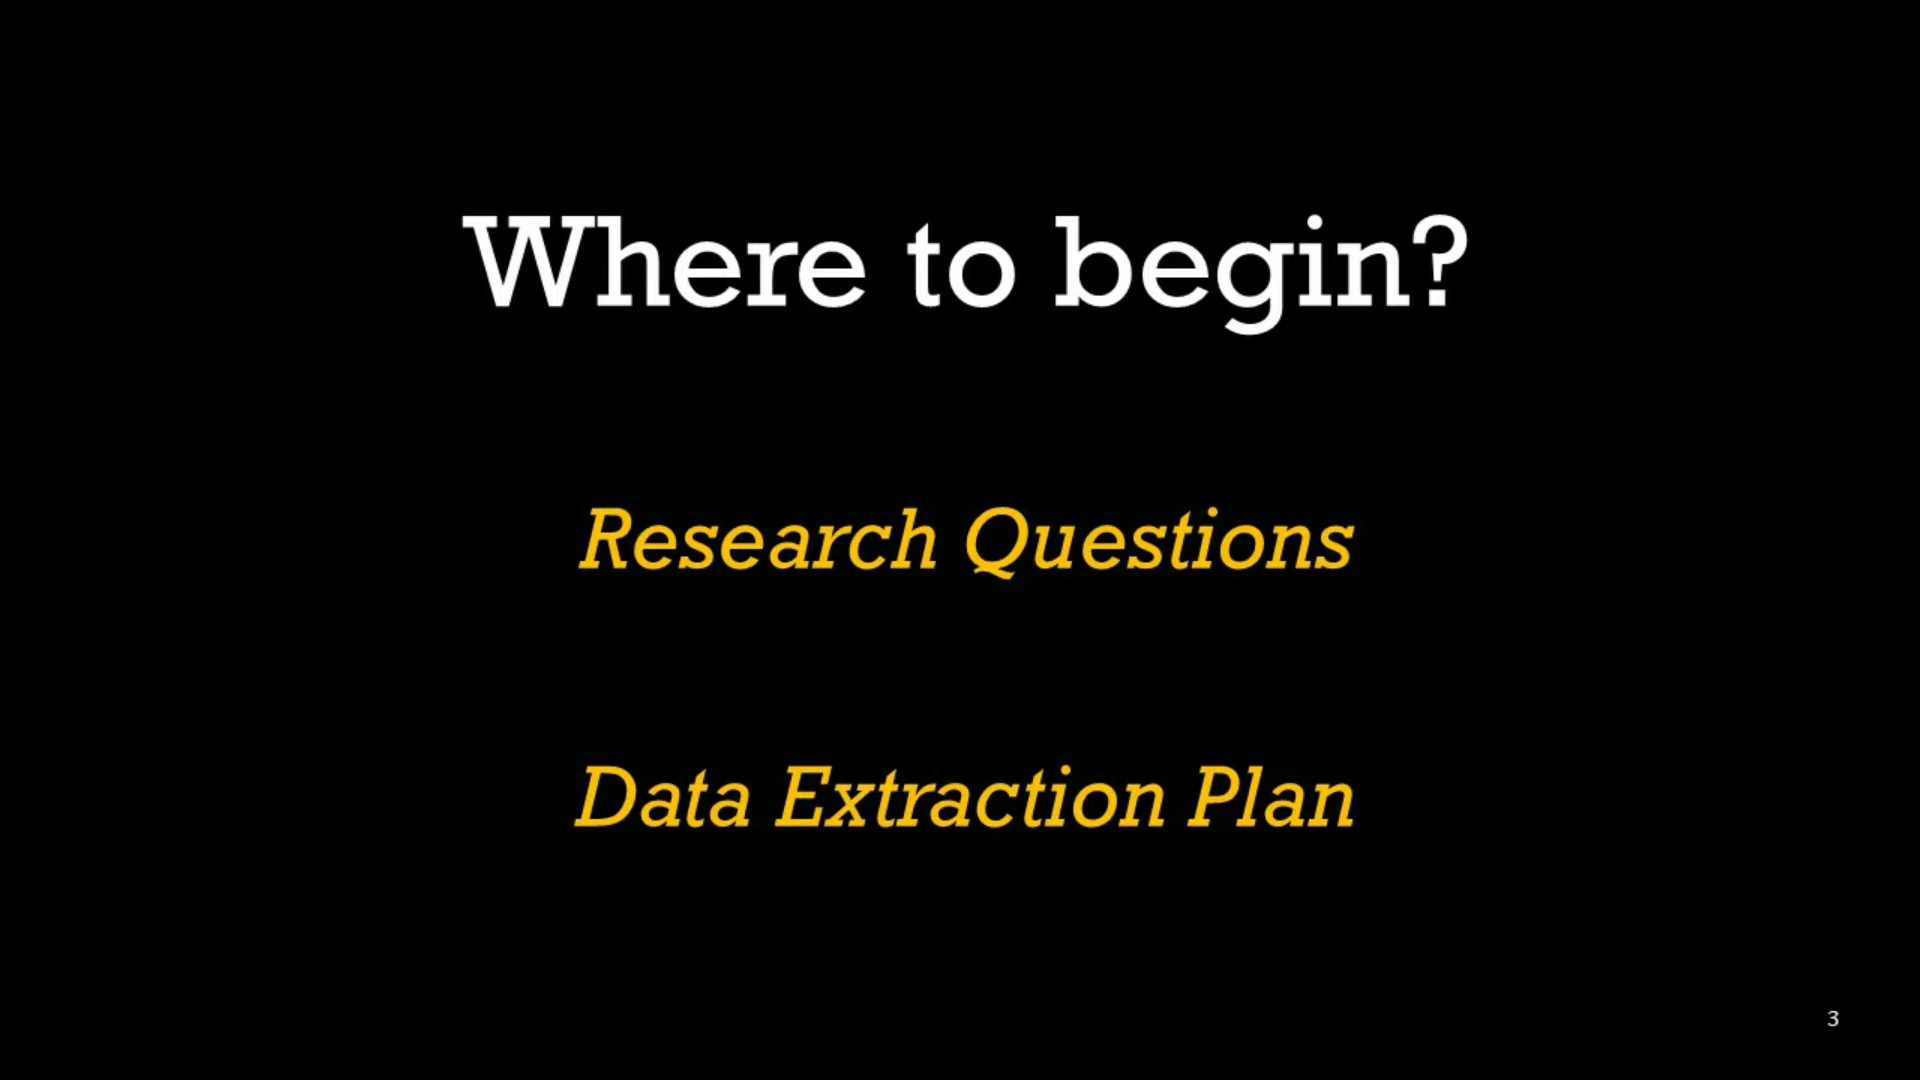 Where to begin?
Research Questions
Data Extraction Plan
3